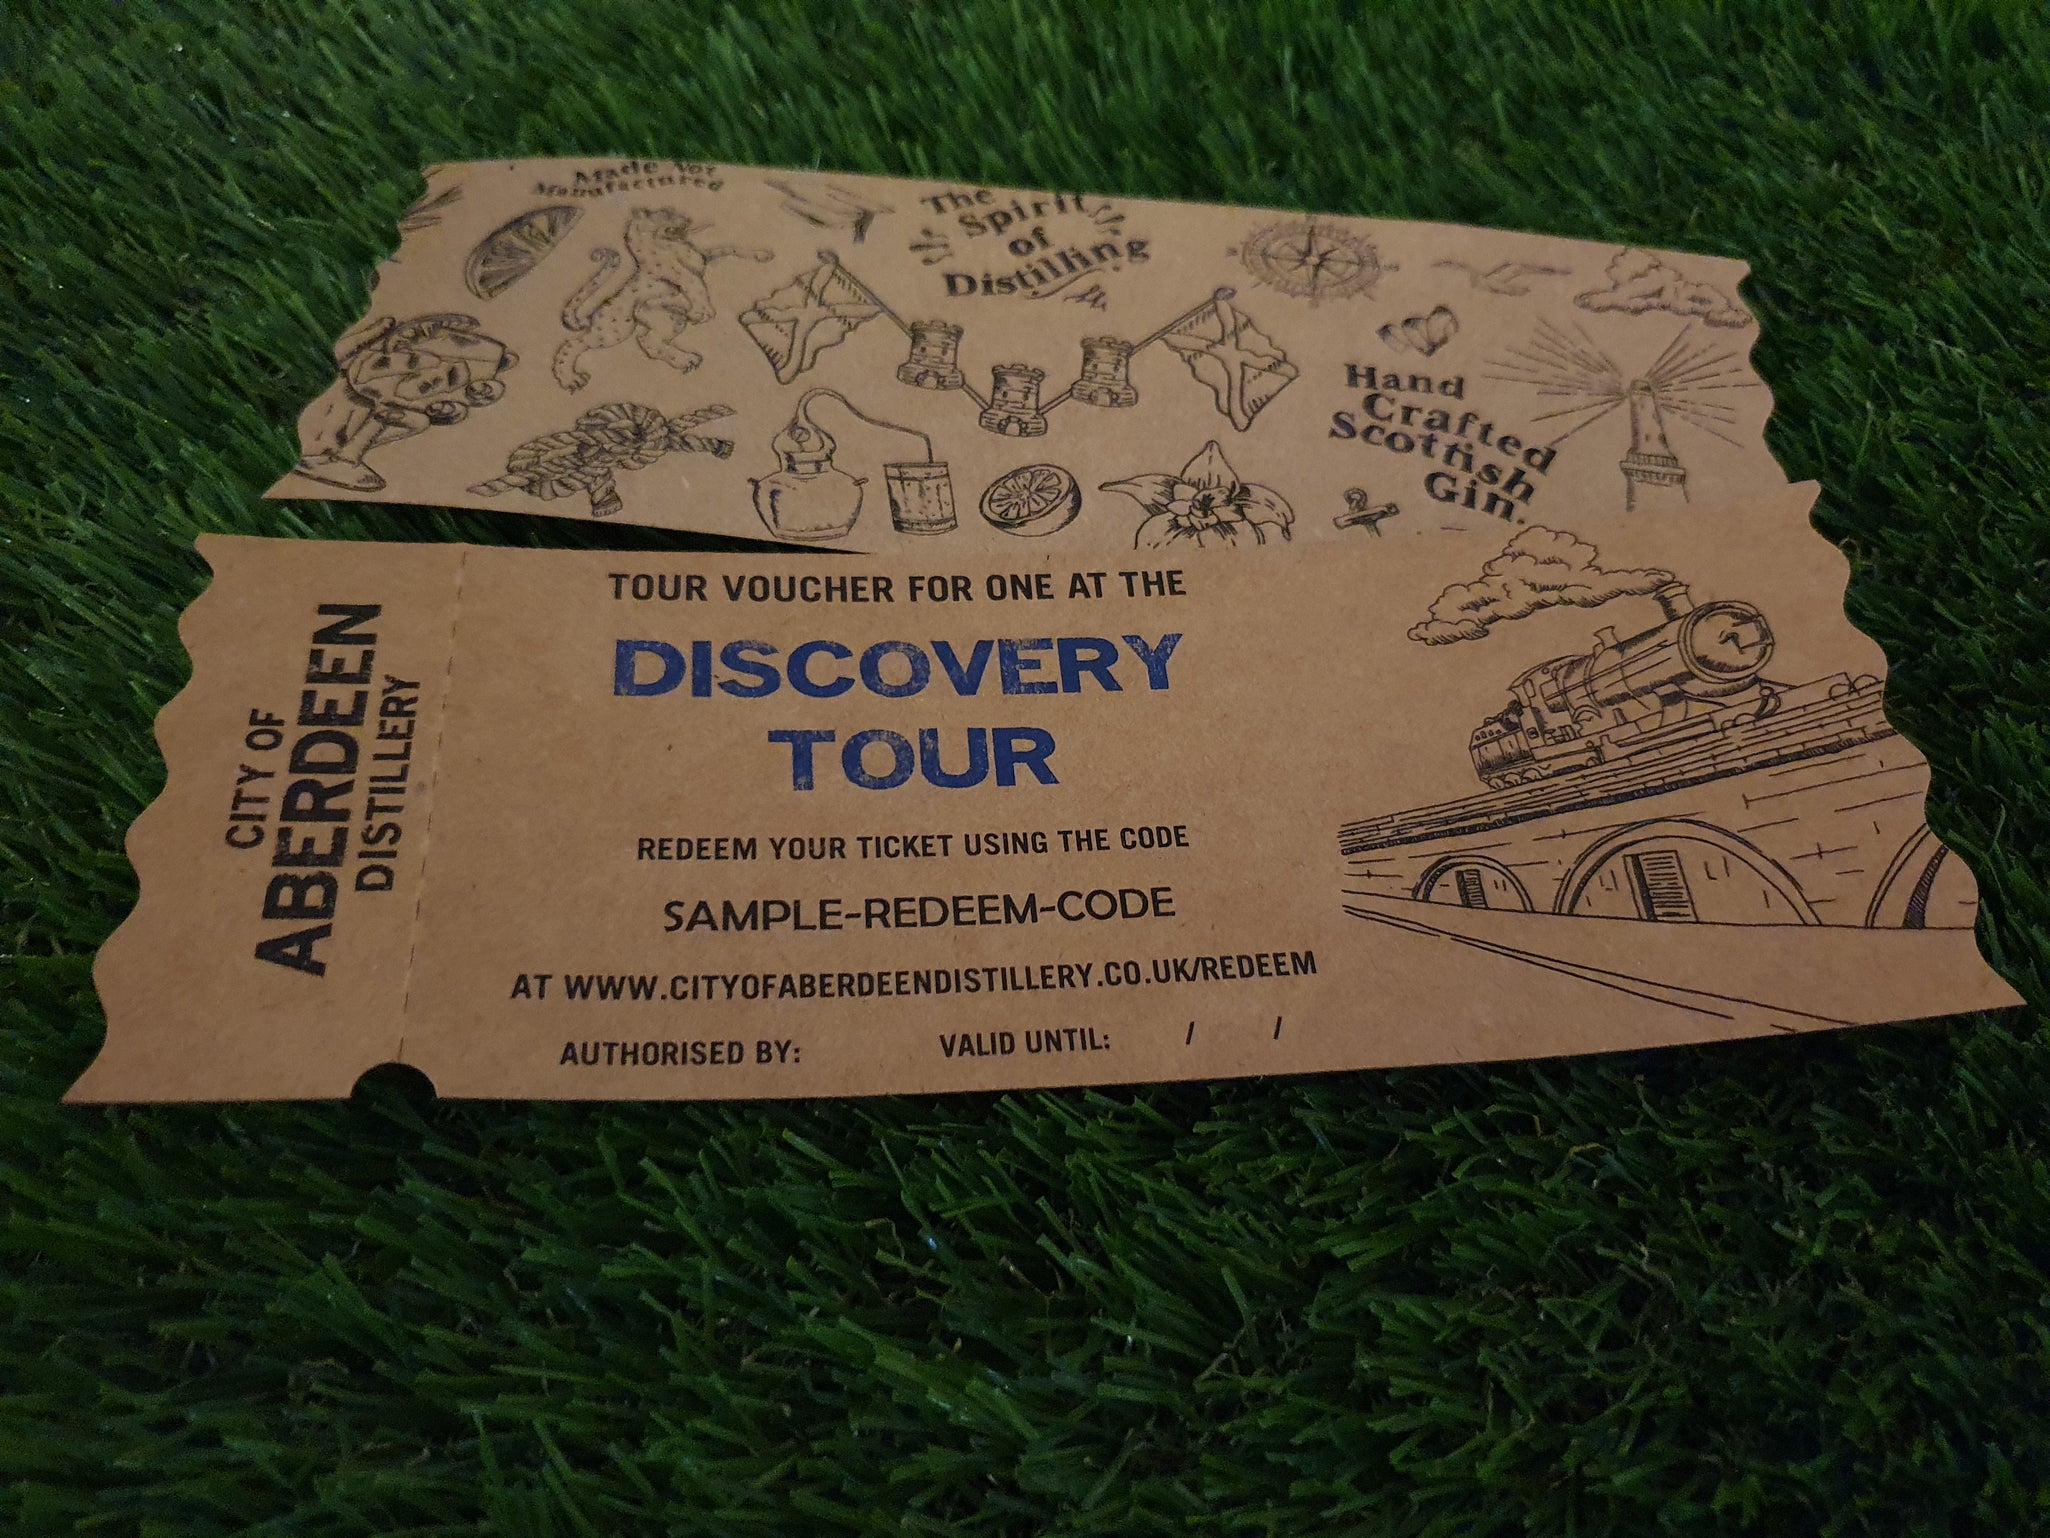 Made Not
Manufactured
The
Spirit
of
Distilling
Hand
Crafted
Scottish
Gin.
CITY OF
ABERDEEN
DISTILLERY
TOUR VOUCHER FOR ONE AT THE
DISCOVERY
TOUR
REDEEM YOUR TICKET USING THE CODE
SAMPLE-REDEEM-CODE
AT WWW.CITYOFABERDEENDISTILLERY.CO.UK/REDEEM
AUTHORISED BY: VALID UNTIL: / /